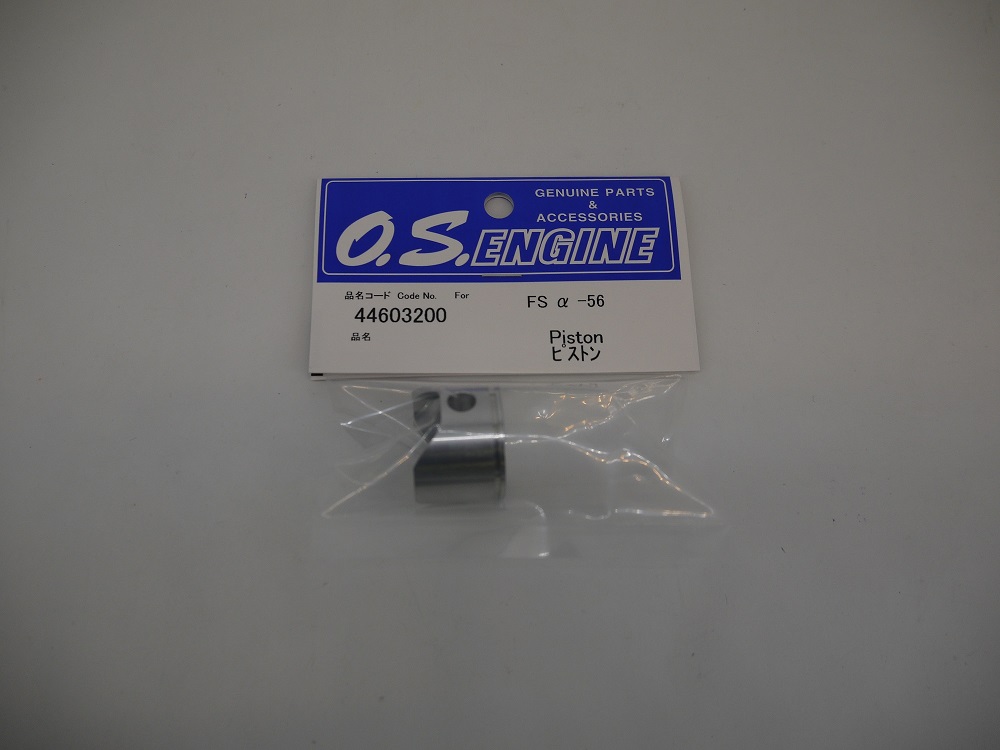 GENUINE PARTS
&
ACCESSORIES
O.S. ENGINE
品名コード Code No. For
44603200
FS α -56
品名
Piston
ピストン